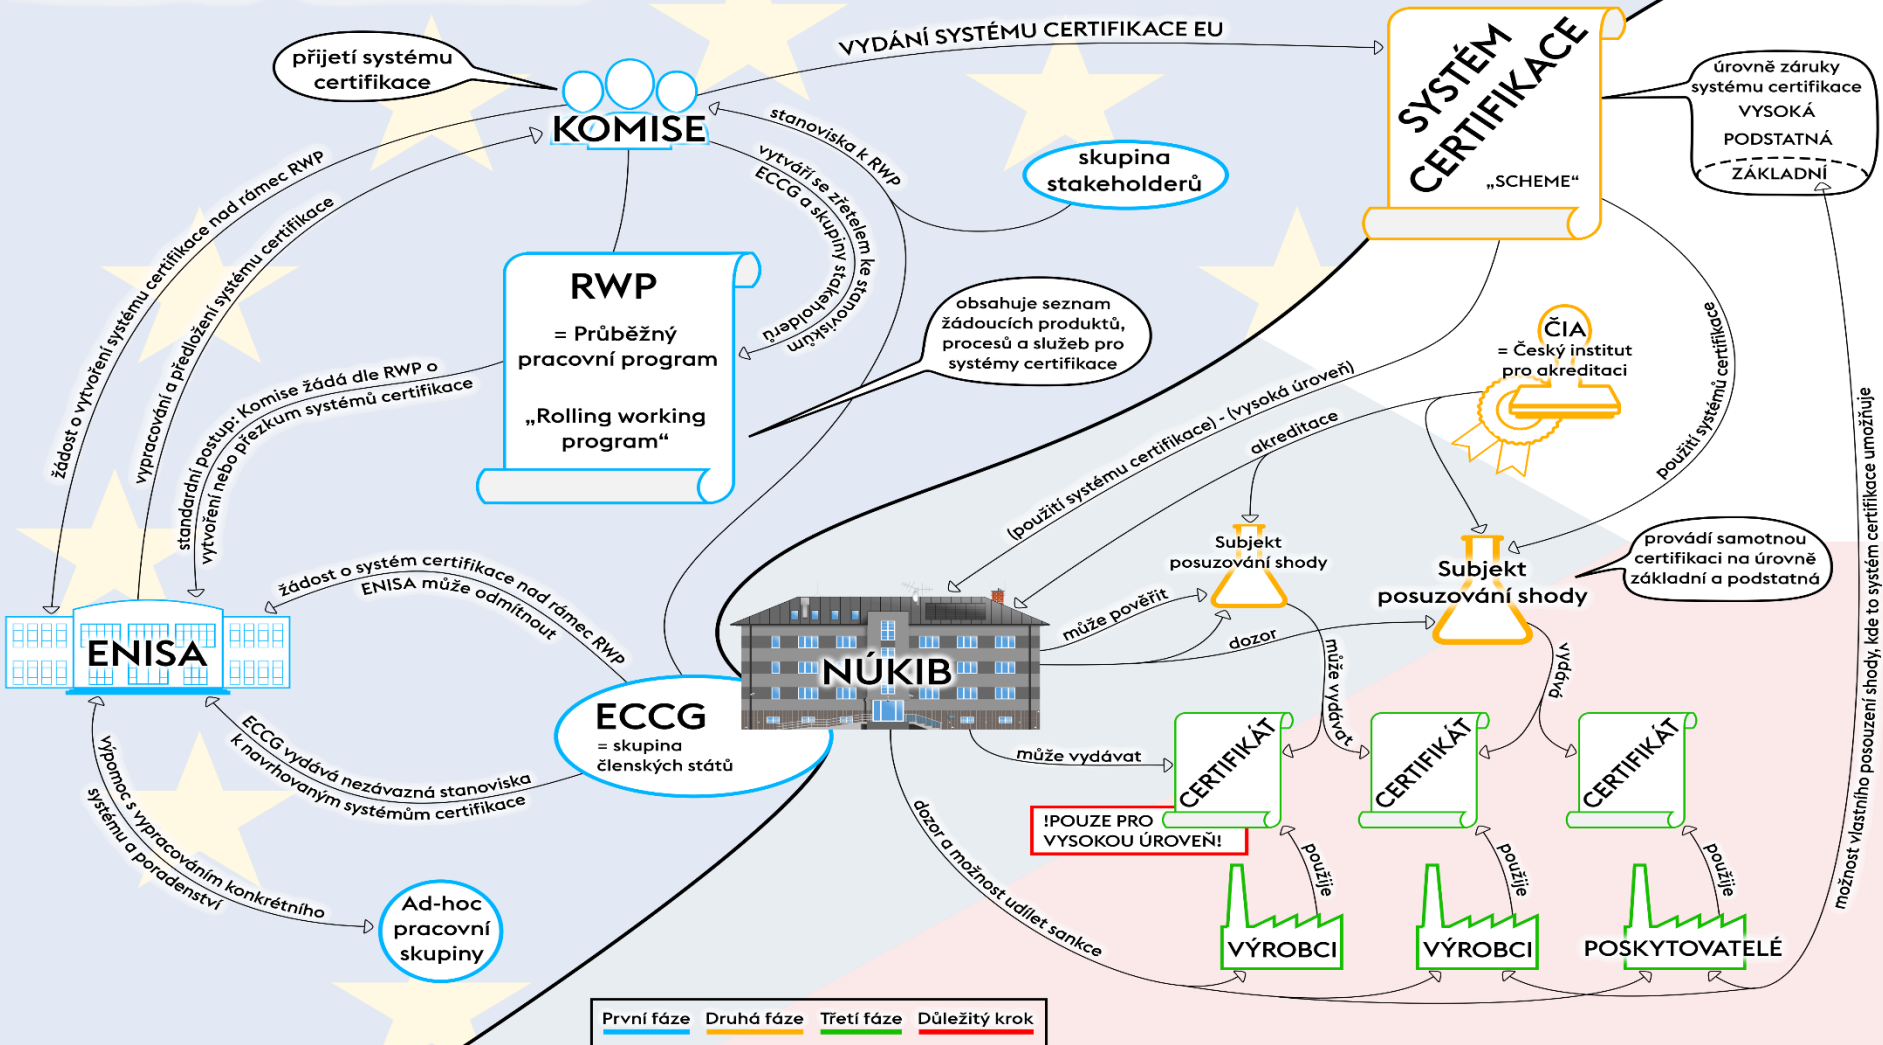 přijetí systému
certifikace
KOMISE
VYDÁNÍ SYSTÉMU CERTIFIKACE EU
SYSTÉM
CERTIFIKACE
„SCHEME“
úrovně záruky
systému certifikace
VYSOKÁ
PODSTATNÁ
ZÁKLADNÍ
skupina
stakeholderů
stanoviska k RWP
vytváří se zřetelem ke stanoviskům
ECCG a skupiny stakeholderů
žádost o vytvoření systému certifikace nad rámec RWP
vypracování a předložení systému certifikace
RWP
= Průběžný
pracovní program
„Rolling working
program“
obsahuje seznam
žádoucích produktů,
procesů a služeb pro
systémy certifikace
standardní postup: Komise žádá dle RWP o
vytvoření nebo přezkum systémů certifikace
ČIA
= Český institut
pro akreditaci
akreditace
(použití systému certifikace) - (vysoká úroveň)
použití systémů certifikace
možnost vlastního posouzení shody, kde to systém certifikace umožňuje
žádost o systém certifikace nad rámec RWP
ENISA může odmítnout
ENISA
ECCG
= skupina
členských států
NÚKIB
ECCG vydává nezávazná stanoviska
k navrhovaným systémům certifikace
výpomoc s vypracováním konkrétního
systému a poradenství
Ad-hoc
pracovní
skupiny
Subjekt
posuzování shody
Subjekt
posuzování shody
provádí samotnou
certifikaci na úrovně
základní a podstatná
může pověřit
dozor
může vydávat
může vydávat
vydává
CERTIFIKÁT
CERTIFIKÁT
CERTIFIKÁT
!POUZE PRO
VYSOKOU ÚROVEŇ!
dozor a možnost udílet sankce
použije
použije
použije
VÝROBCI
VÝROBCI
POSKYTOVATELÉ
První fáze
Druhá fáze
Třetí fáze
Důležitý krok